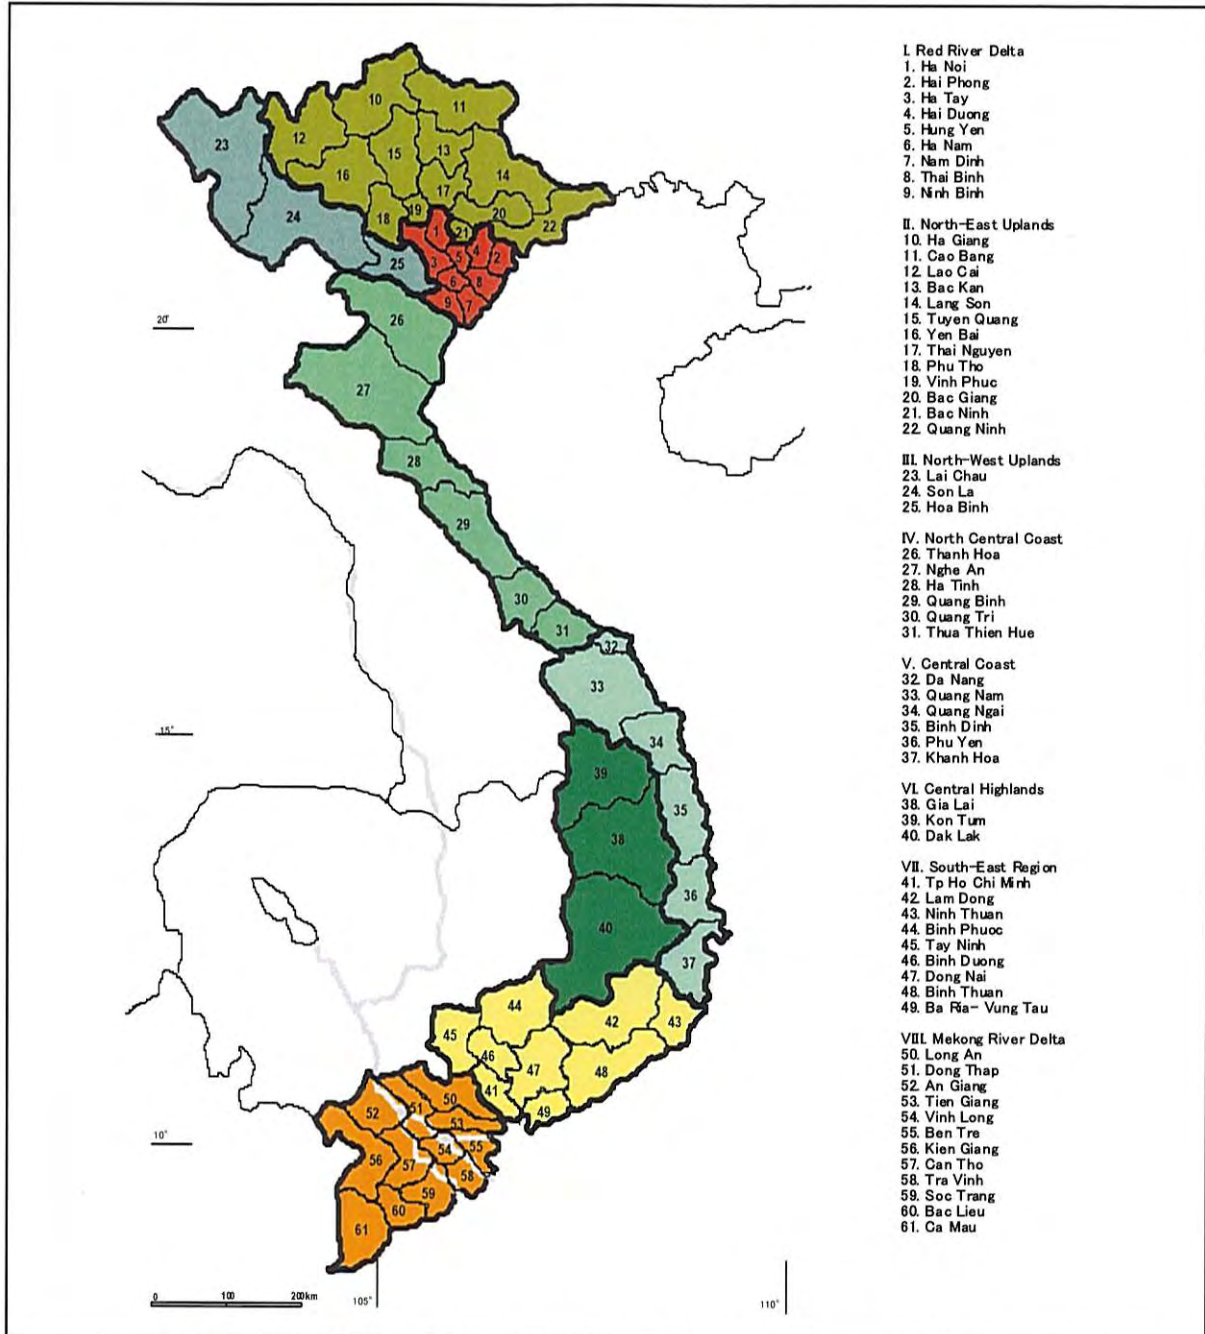 I. Red River Delta
1. Ha Noi
2. Hai Phong
3. Ha Tay
4. Hai Duong
5. Hung Yen
6. Ha Nam
7. Nam Dinh
8. Thai Binh
9. Ninh Binh
II. North-East Uplands
10. Ha Giang
11. Cao Bang
12. Lao Cai
13. Bac Kan
14. Lang Son
15. Tuyen Quang
16. Yen Bai
17. Thai Nguyen
18. Phu Tho
19. Vinh Phuc
20. Bac Giang
21. Bac Ninh
22. Quang Ninh
III. North-West Uplands
23. Lai Chau
24. Son La
25. Hoa Binh
IV. North Central Coast
26. Thanh Hoa
27. Nghe An
28. Ha Tinh
29. Quang Binh
30. Quang Tri
31. Thua Thien Hue
V. Central Coast
32. Da Nang
33. Quang Nam
34. Quang Ngai
35. Binh Dinh
36. Phu Yen
37. Khanh Hoa
VI. Central Highlands
38. Gia Lai
39. Kon Tum
40. Dak Lak
VII. South-East Region
41. Tp Ho Chi Minh
42. Lam Dong
43. Ninh Thuan
44. Binh Phuoc
45. Tay Ninh
46. Binh Duong
47. Dong Nai
48. Binh Thuan
49. Ba Ria- Vung Tau
VIII. Mekong River Delta
50. Long An
51. Dong Thap
52. An Giang
53. Tien Giang
54. Vinh Long
55. Ben Tre
56. Kien Giang
57. Can Tho
58. Tra Vinh
59. Soc Trang
60. Bac Lieu
61. Ca Mau
10
11
12
23
13
15
14
16
17
24
18
19
20
22
1
21
4
2
5
3
25
6
8
9
7
20°
26
27
28
29
30
31
32
33
15°
34
39
35
38
36
40
37
44
42
43
45
46
47
48
41
49
50
51
52
53
10°
54
55
56
57
58
59
60
61
0 100 200km
105°
110°